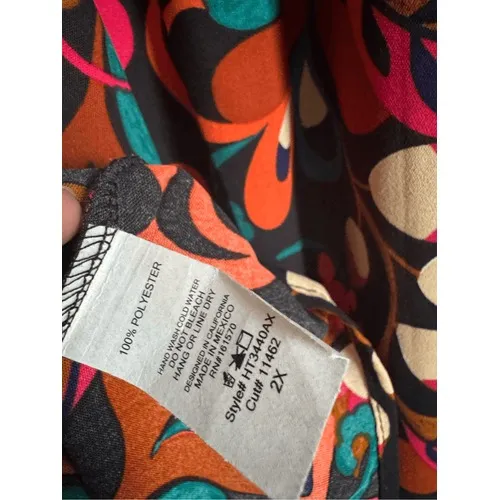 100% POLYESTER
HAND WASH COLD WATER
DO NOT BLEACH
HANG OR LINE DRY
DESIGNED IN CALIFORNIA
MADE IN MEXICO
RN#161570
Style# HT3440AX
Cut# 11462
2X